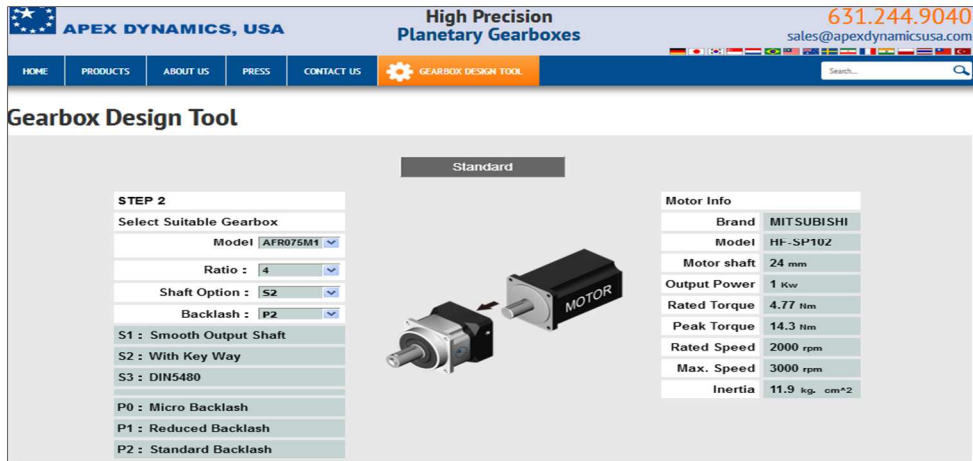 APEX DYNAMICS, USA
High Precision
Planetary Gearboxes
631.244.9040
sales@apexdynamicsusa.com
HOME PRODUCTS ABOUT US PRESS CONTACT US GEARBOX DESIGN TOOL Search...
Gearbox Design Tool
Standard
STEP 2
Select Suitable Gearbox
Model AFR075M1
Ratio : 4
Shaft Option : S2
Backlash : P2
S1 : Smooth Output Shaft
S2 : With Key Way
S3 : DIN5480
P0 : Micro Backlash
P1 : Reduced Backlash
P2 : Standard Backlash
MOTOR
Motor Info
Brand MITSUBISHI
Model HF-SP102
Motor shaft 24 mm
Output Power 1 Kw
Rated Torque 4.77 Nm
Peak Torque 14.3 Nm
Rated Speed 2000 rpm
Max. Speed 3000 rpm
Inertia 11.9 kg. cm^2